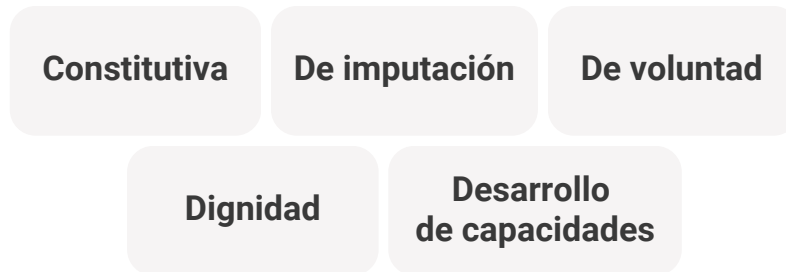 Constitutiva
De imputación
De voluntad
Dignidad
Desarrollo
de capacidades